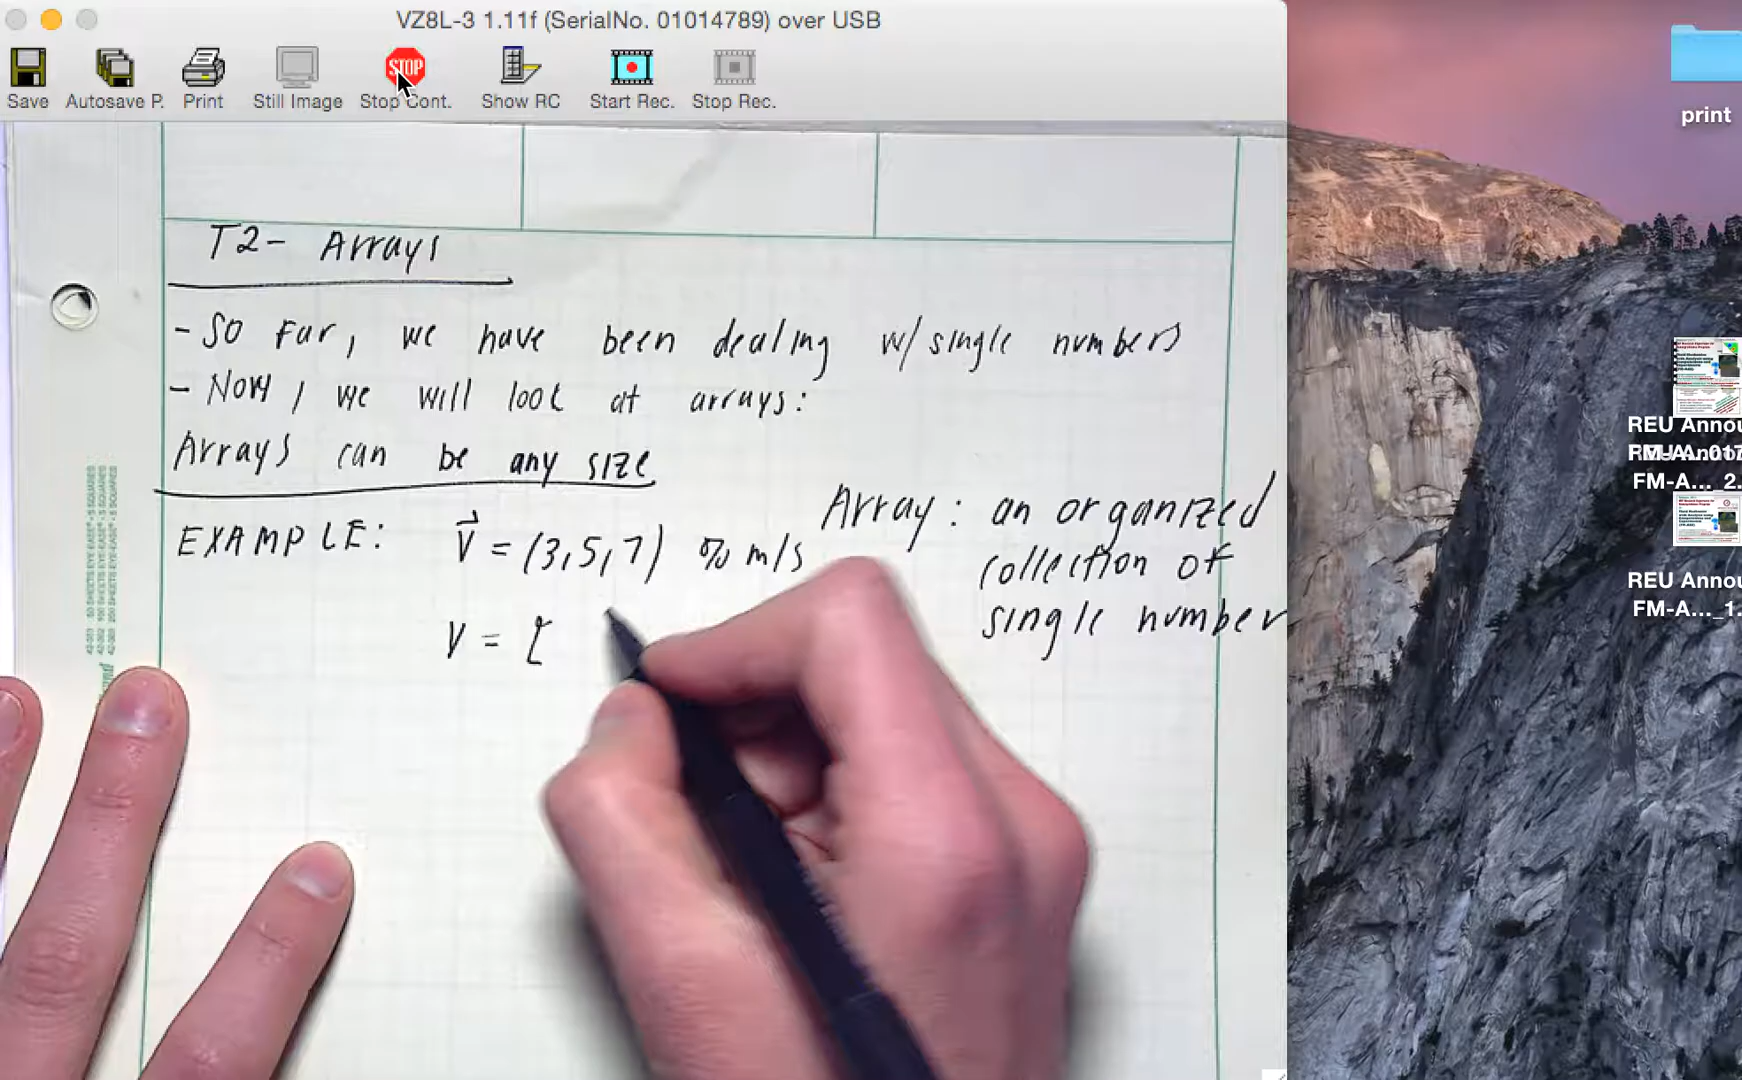 VZ8L-3 1.11f (SerialNo. 01014789) over USB
Save Autosave P. Print Still Image Stop Cont. Show RC Start Rec. Stop Rec.
print
T2- Arrays
- So far, we have been dealing w/ single numbers
- Now, we will look at arrays:
Arrays can be any size
Array: an organized
collection of
single number
EXAMPLE: V = (3,5,7) % m/s
V = [
REU Annou
FM-A... _2.
REU Annou
FM-A... _1.